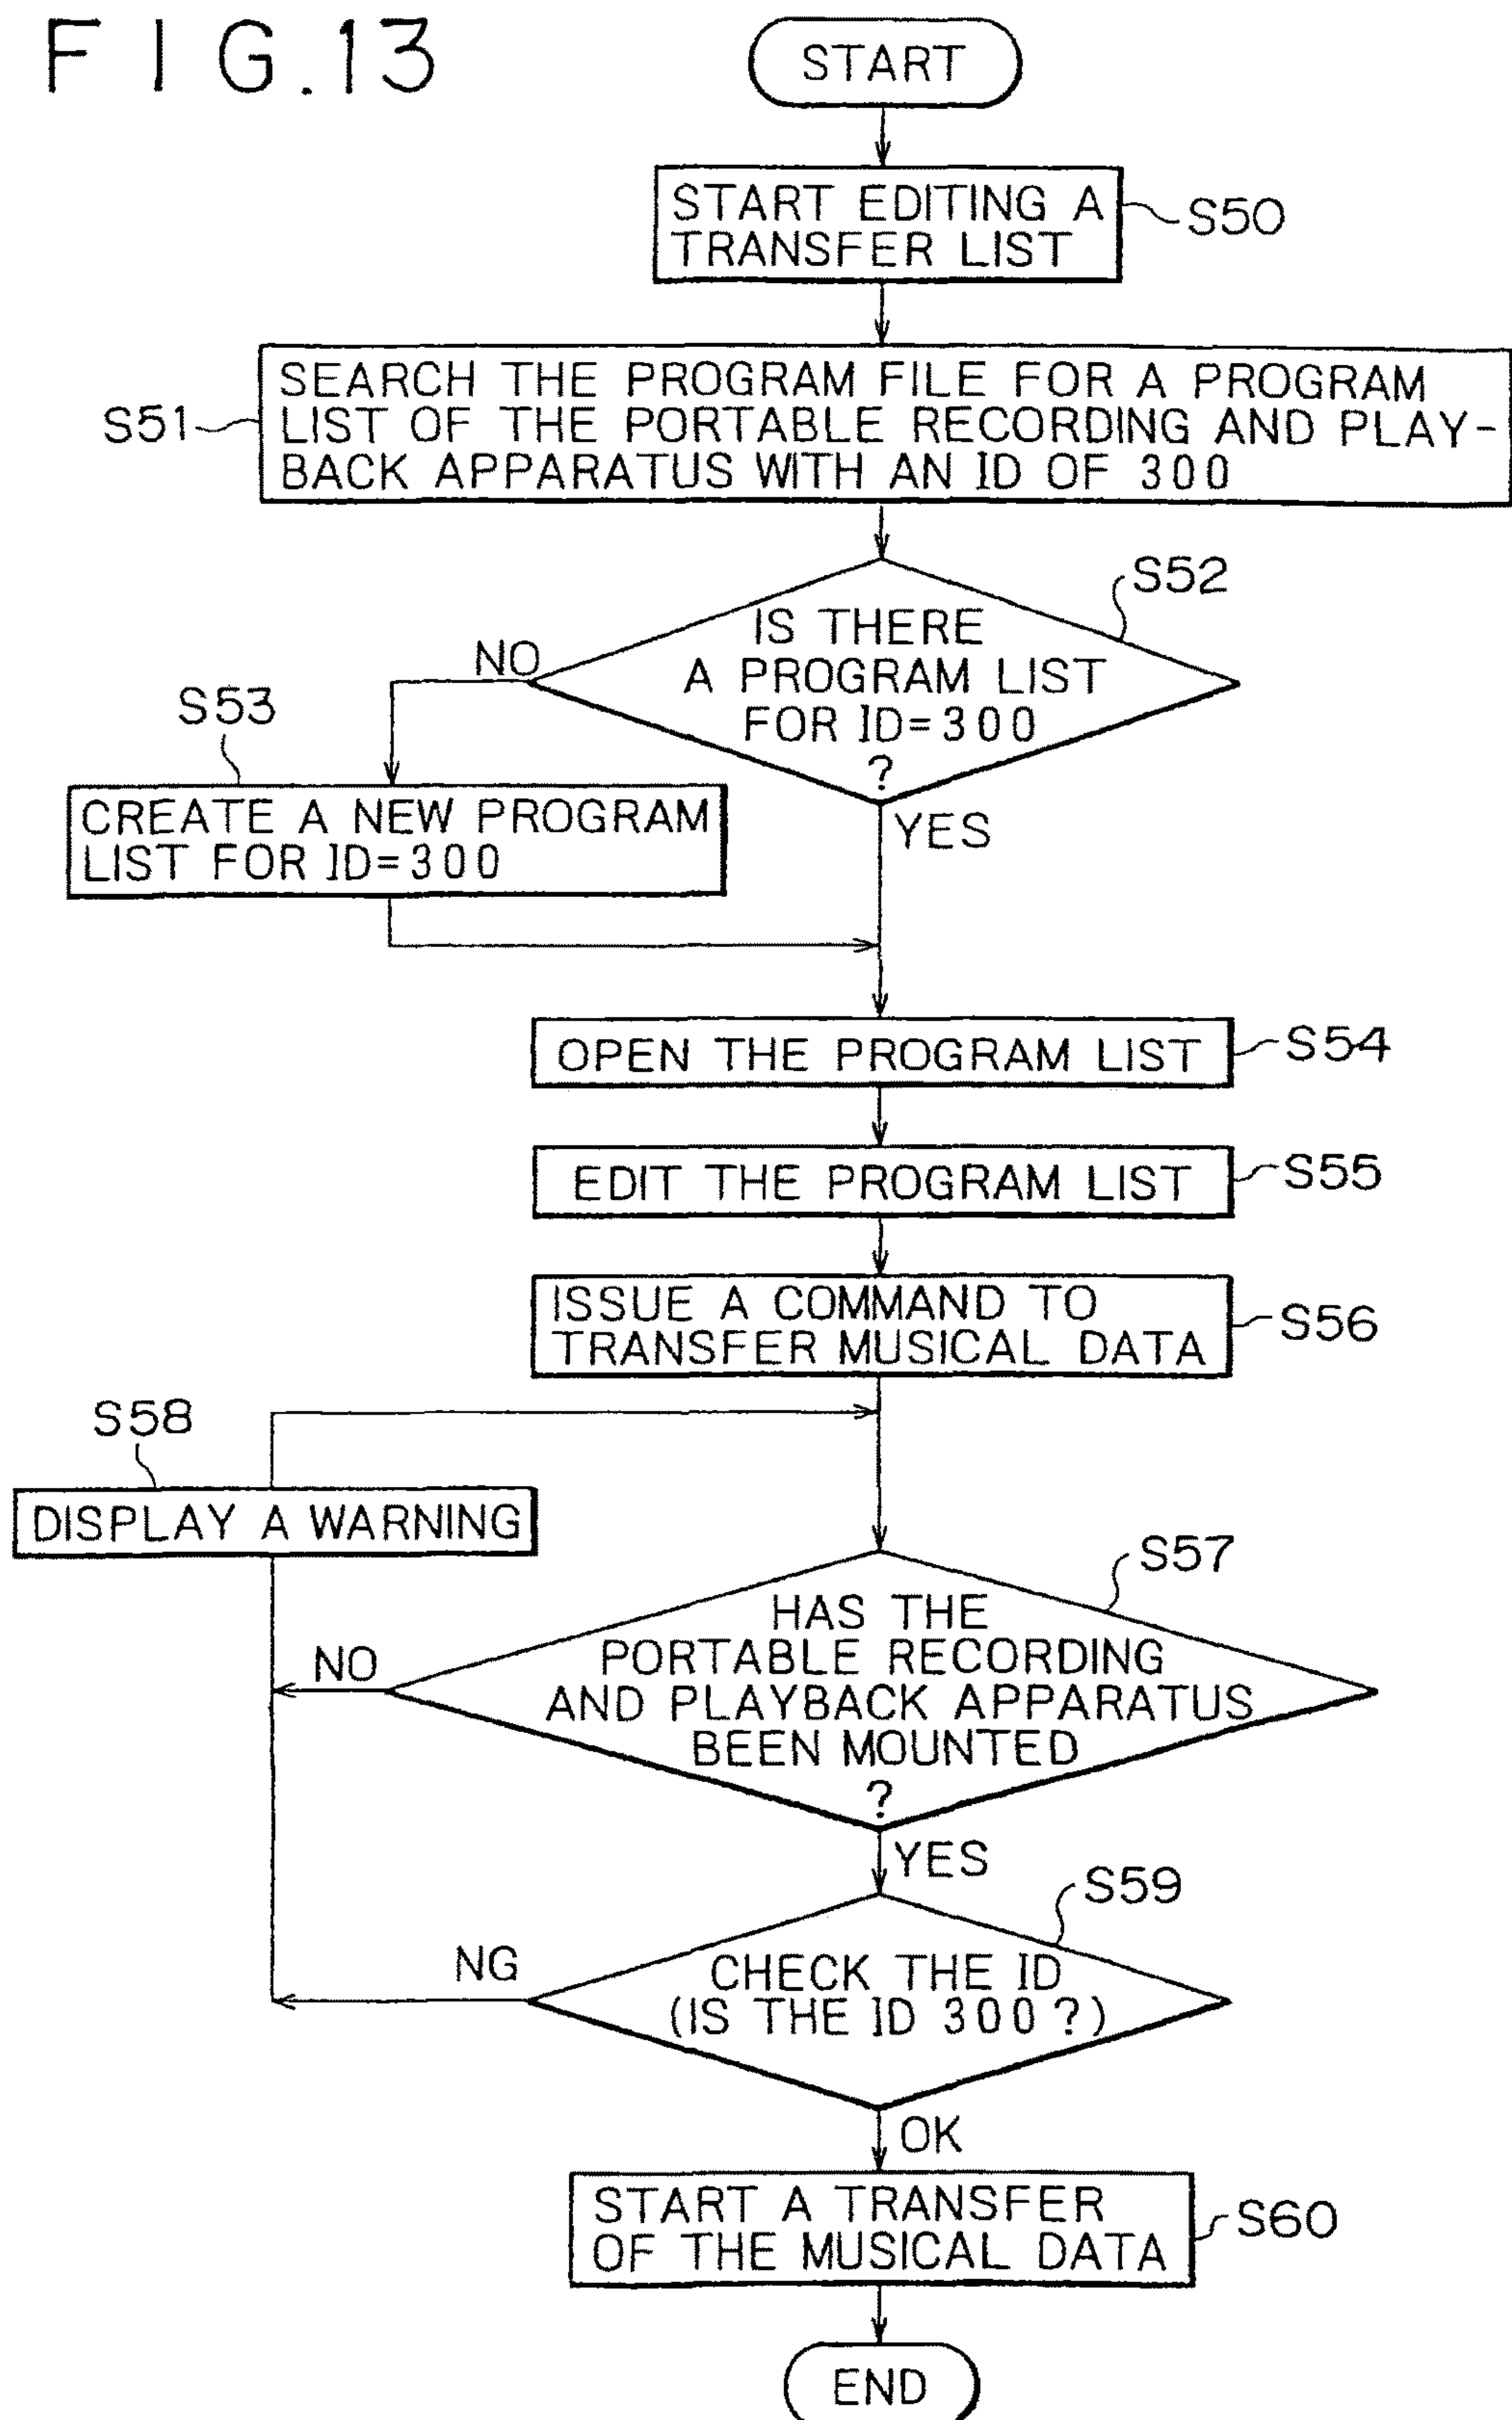 FIG.13
START
START EDITING A
TRANSFER LIST
S50
SEARCH THE PROGRAM FILE FOR A PROGRAM
LIST OF THE PORTABLE RECORDING AND PLAY-
BACK APPARATUS WITH AN ID OF 300
S51
S52
IS THERE
A PROGRAM LIST
FOR ID=300
?
NO
YES
S53
CREATE A NEW PROGRAM
LIST FOR ID=300
OPEN THE PROGRAM LIST
S54
EDIT THE PROGRAM LIST
S55
ISSUE A COMMAND TO
TRANSFER MUSICAL DATA
S56
S58
DISPLAY A WARNING
S57
HAS THE
PORTABLE RECORDING
AND PLAYBACK APPARATUS
BEEN MOUNTED
?
NO
YES
S59
CHECK THE ID
(IS THE ID 300?)
NG
OK
START A TRANSFER
OF THE MUSICAL DATA
S60
END